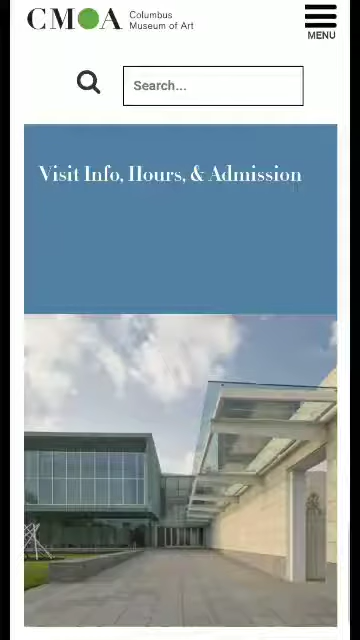 CMOA Columbus
Museum of Art
MENU
Search...
Visit Info, Hours, & Admission